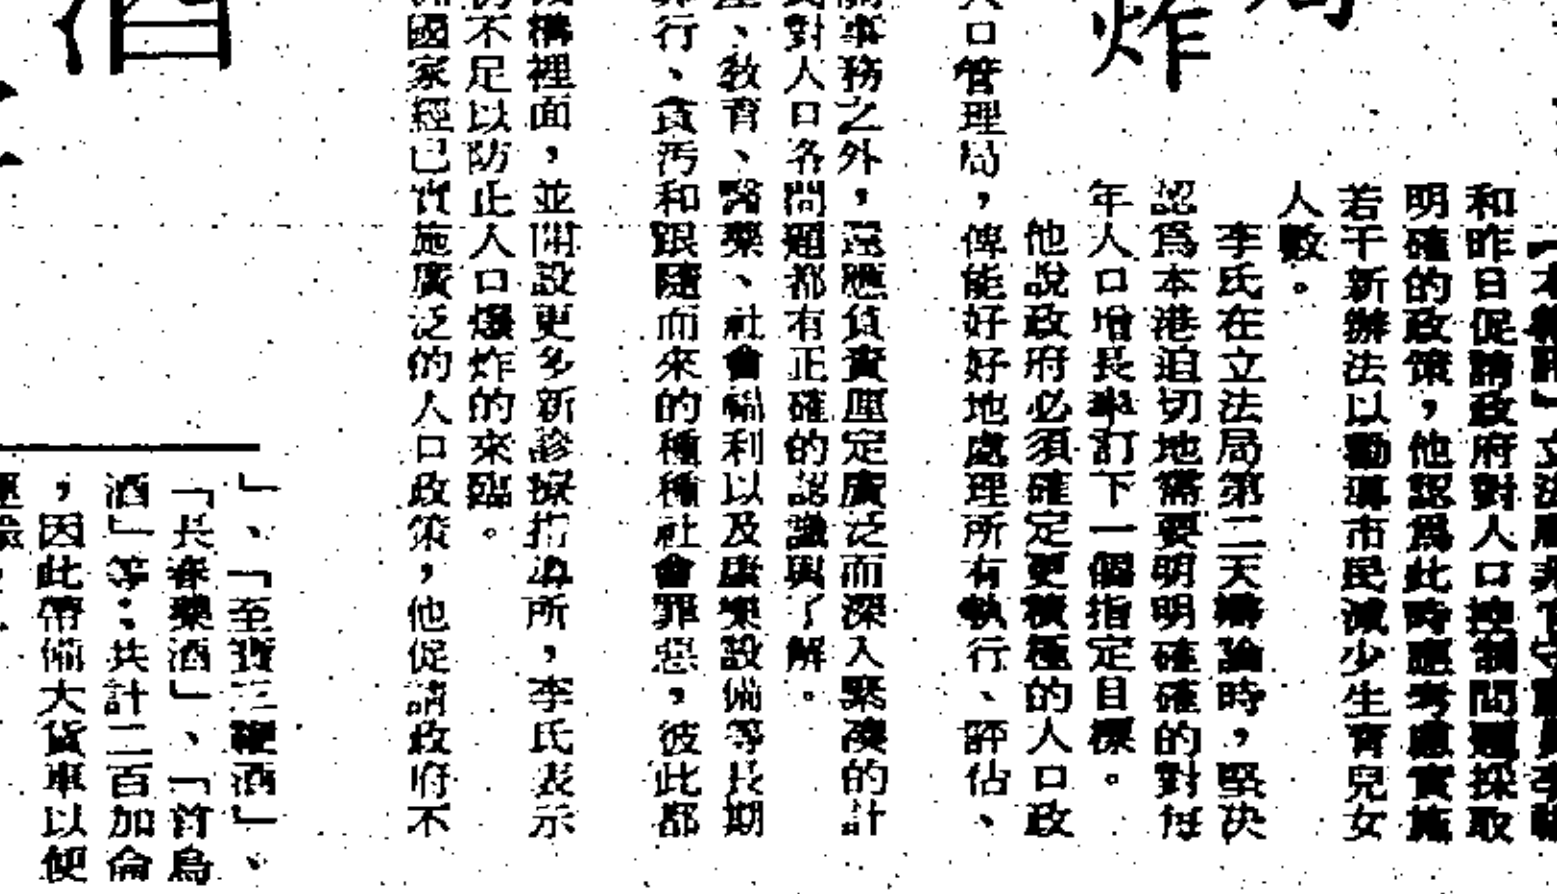 炸
【本報訊】立法局非官守議員李
和昨日促請政府對人口控制問題採取
明確的政策，他認爲此時應考慮實施
若干新辦法以勸導市民減少生育兒女
人數。
李氏在立法局第二天辯論時，堅決
認爲本港迫切地需要明明確確的對每
年人口增長率訂下一個指定目標。
他說政府必須確定更積極的人口政
人口管理局，俾能好好地處理所有執行、評估、
事務之外，還應負責厘定廣泛而深入緊湊的計
對人口各問題都有正確的認識與了解。
、教育、醫藥、社會福利以及康樂設備等長期
罪行、貪污和跟隨而來的種種社會罪惡，彼此都
構裡面，並開設更多新診療指導所，李氏表示
不足以防止人口爆炸的來臨。
國家經已實施廣泛的人口政策，他促請政府不
酒
」、「至寶三鞭酒」、
「長春藥酒」、「首烏
酒」等；共計二百加侖
，因此帶備大貨車以便